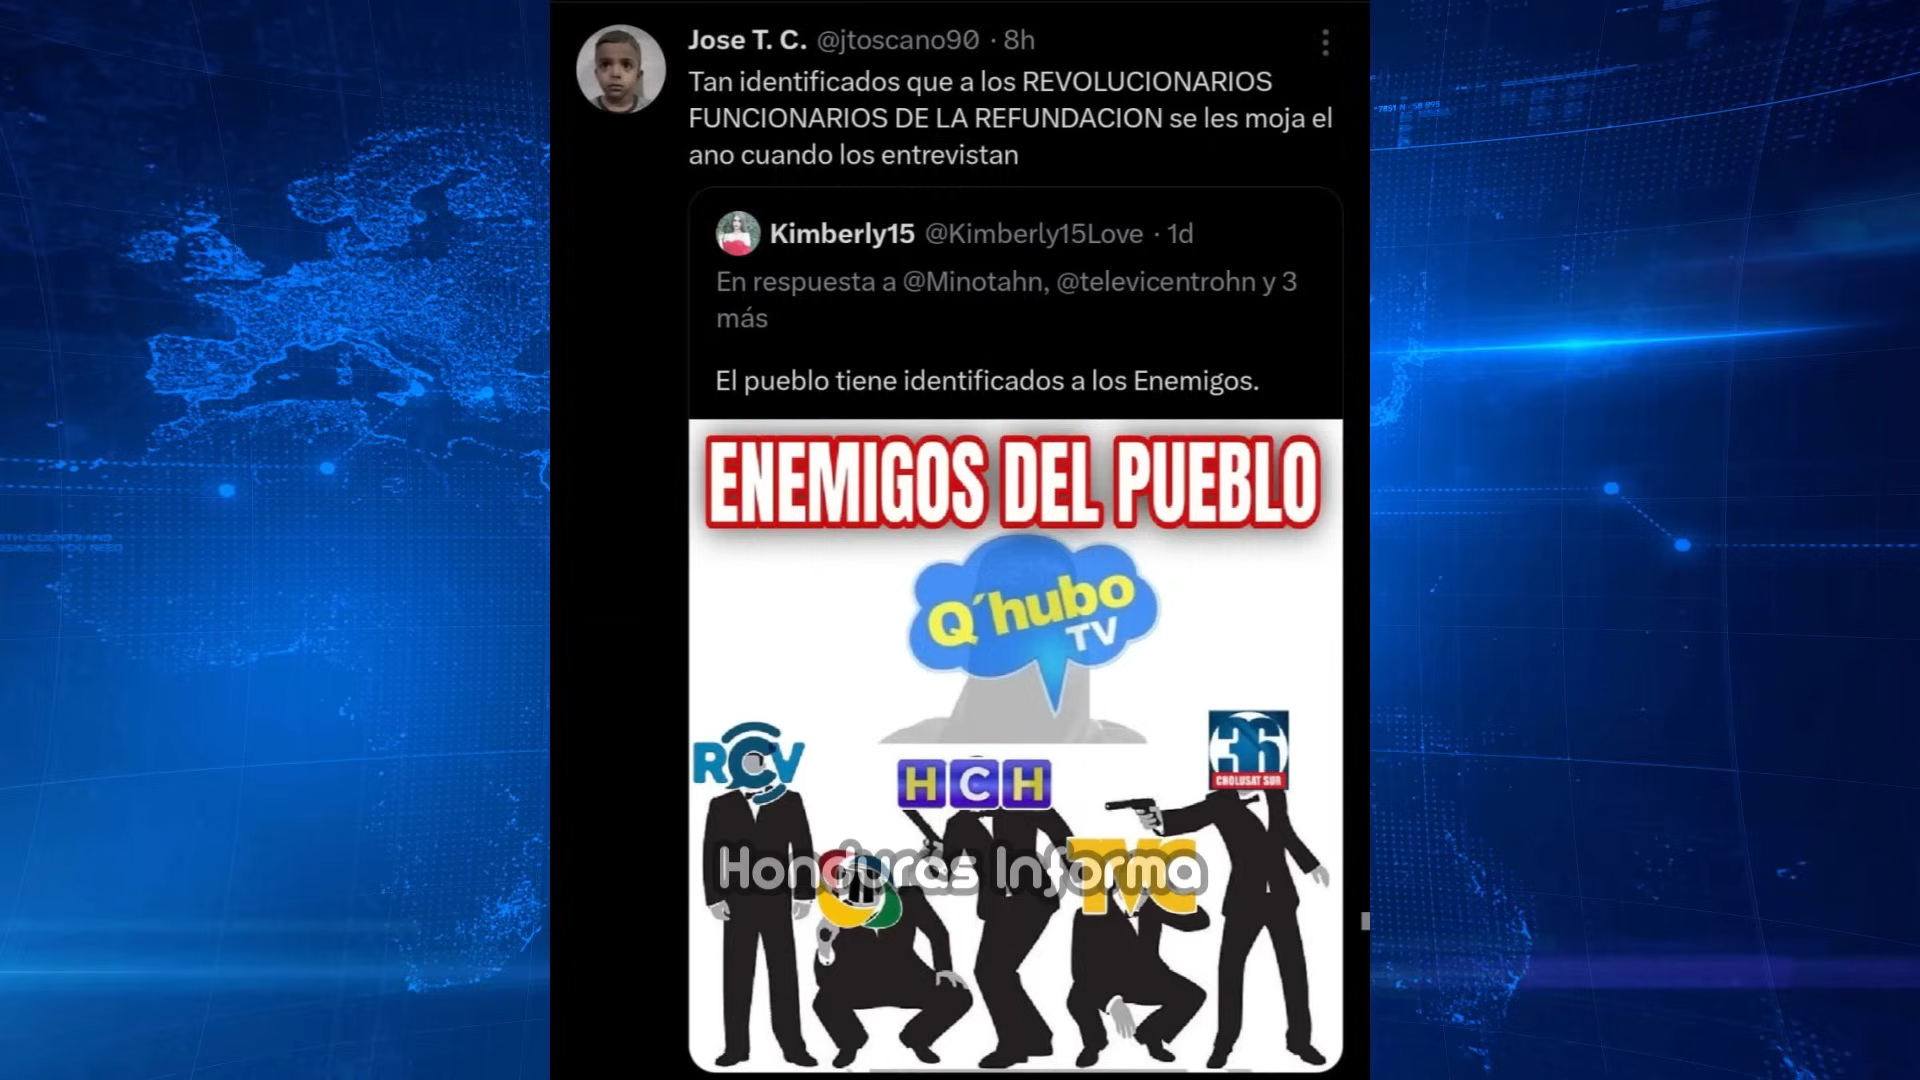 Jose T. C. @jtoscano90 · 8h
Tan identificados que a los REVOLUCIONARIOS
FUNCIONARIOS DE LA REFUNDACION se les moja el
ano cuando los entrevistan
Kimberly15 @Kimberly15Love · 1d
En respuesta a @Minotahn, @televicentrohn y 3
más
El pueblo tiene identificados a los Enemigos.
ENEMIGOS DEL PUEBLO
Q´hubo
TV
RCV
HCH
36
CHOLUSAT SUR
TVC
Honduras Informa